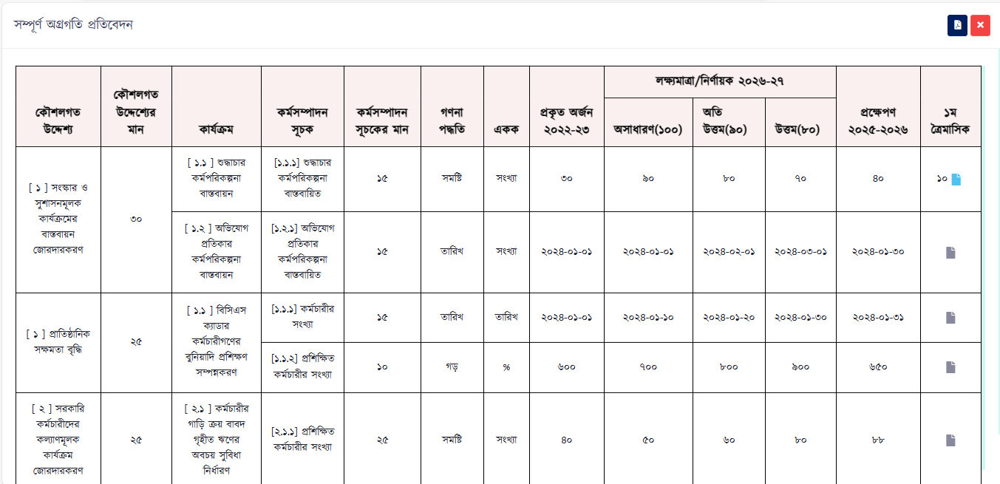 সম্পূর্ণ অগ্রগতি প্রতিবেদন
কৌশলগত
উদ্দেশ্য
কৌশলগত
উদ্দেশ্যের
মান
কার্যক্রম
কর্মসম্পাদন
সূচক
কর্মসম্পাদন
সূচকের মান
গণনা
পদ্ধতি
একক
প্রকৃত অর্জন
২০২২-২৩
লক্ষ্যমাত্রা/নির্ণায়ক ২০২৬-২৭
অসাধারণ(১০০)
অতি
উত্তম(৯০)
উত্তম(৮০)
প্রক্ষেপণ
২০২৫-২০২৬
১ম
ত্রৈমাসিক
[ ১ ] সংস্কার ও
সুশাসনমূলক
কার্যক্রমের
বাস্তবায়ন
জোরদারকরণ
৩০
[ ১.১ ] শুদ্ধাচার
কর্মপরিকল্পনা
বাস্তবায়ন
[১.১.১] শুদ্ধাচার
কর্মপরিকল্পনা
বাস্তবায়িত
১৫
সমষ্টি
সংখ্যা
৩০
৯০
৮০
৭০
৪০
১০
[ ১.২ ] অভিযোগ
প্রতিকার
কর্মপরিকল্পনা
বাস্তবায়ন
[১.২.১] অভিযোগ
প্রতিকার
কর্মপরিকল্পনা
বাস্তবায়িত
১৫
তারিখ
সংখ্যা
২০২৪-০১-০১
২০২৪-০১-০১
২০২৪-০২-০১
২০২৪-০৩-০১
২০২৪-০১-৩০
[ ১ ] প্রাতিষ্ঠানিক
সক্ষমতা বৃদ্ধি
২৫
[ ১.১ ] বিসিএস
ক্যাডার
কর্মচারীগণের
বুনিয়াদি প্রশিক্ষণ
সম্পন্নকরণ
[১.১.১] কর্মচারীর
সংখ্যা
১৫
তারিখ
তারিখ
২০২৪-০১-০১
২০২৪-০১-১০
২০২৪-০১-২০
২০২৪-০১-৩০
২০২৪-০১-৩১
[১.১.২] প্রশিক্ষিত
কর্মচারীর সংখ্যা
১০
গড়
%
৬০০
৭০০
৮০০
৯০০
৬৫০
[ ২ ] সরকারি
কর্মচারীদের
কল্যাণমূলক
কার্যক্রম
জোরদারকরণ
২৫
[ ২.১ ] কর্মচারীর
গাড়ি ক্রয় বাবদ
গৃহীত ঋণের
অবচয় সুবিধা
নির্ধারণ
[২.১.১] প্রশিক্ষিত
কর্মচারীর সংখ্যা
২৫
সমষ্টি
সংখ্যা
৪০
৫০
৬০
৮০
৮৮